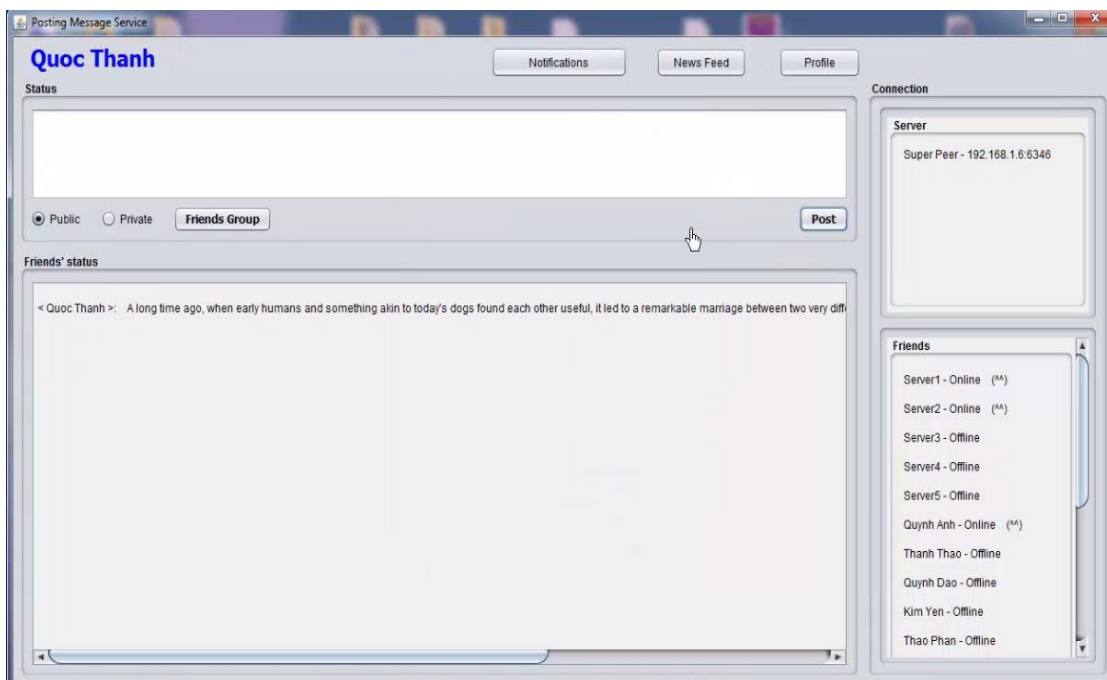 Posting Message Service
Quoc Thanh
Notifications
News Feed
Profile
Status
Public
Private
Friends Group
Post
Friends' status
< Quoc Thanh >: A long time ago, when early humans and something akin to today's dogs found each other useful, it led to a remarkable marriage between two very diff
Connection
Server
Super Peer - 192.168.1.6:6346
Friends
Server1 - Online (^^)
Server2 - Online (^^)
Server3 - Offline
Server4 - Offline
Server5 - Offline
Quynh Anh - Online (^^)
Thanh Thao - Offline
Quynh Dao - Offline
Kim Yen - Offline
Thao Phan - Offline